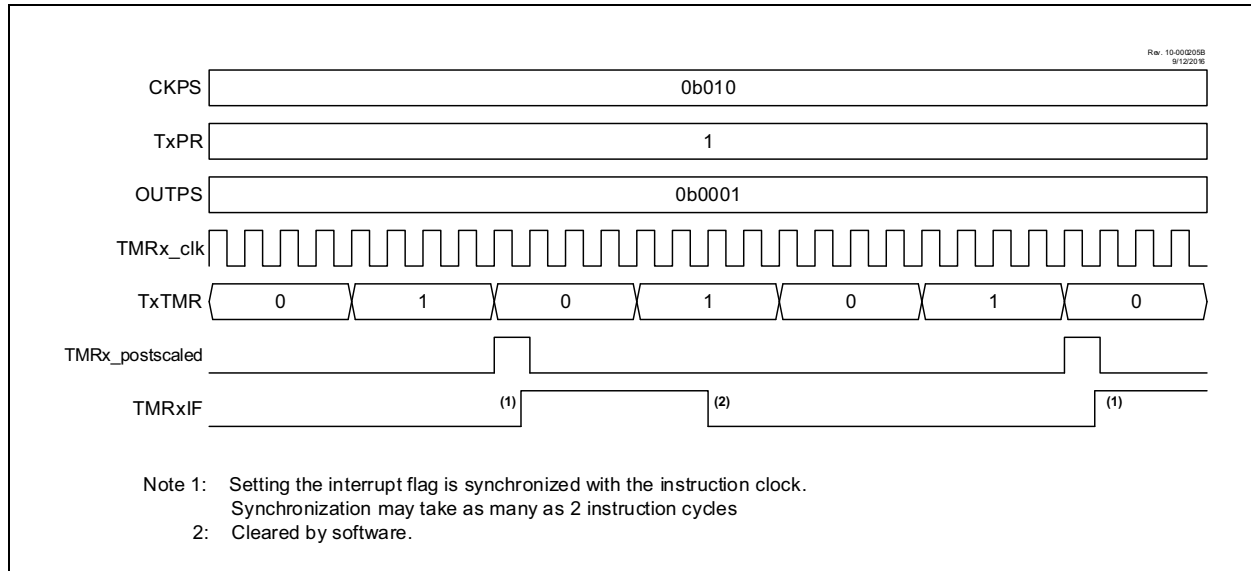 Rev. 10-000205B
9/12/2016
CKPS 0b010
TxPR 1
OUTPS 0b0001
TMRx_clk
TxTMR 0 1 0 1 0 1 0
TMRx_postscaled
TMRxIF (1) (2) (1)
Note 1: Setting the interrupt flag is synchronized with the instruction clock.
Synchronization may take as many as 2 instruction cycles
2: Cleared by software.